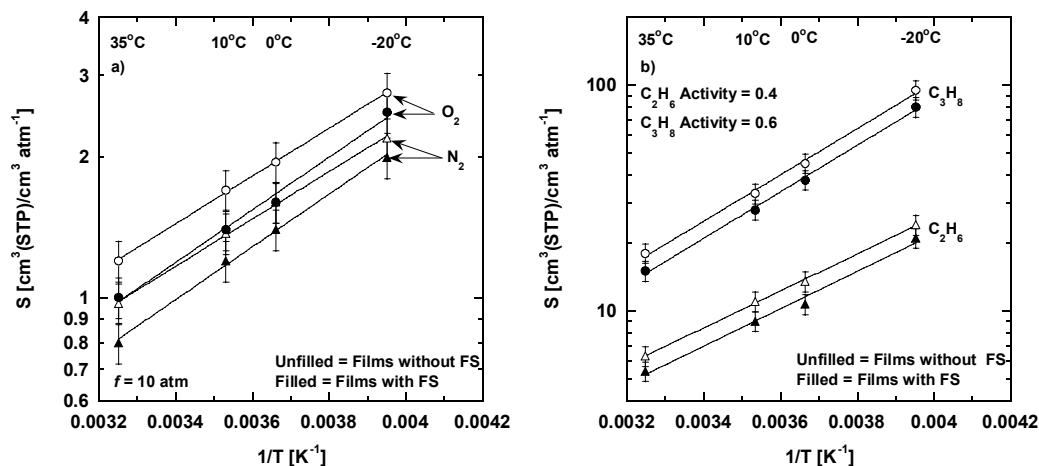 4
35°C 10°C 0°C -20°C
a)
3
O₂
2
N₂
S [cm³(STP)/cm³ atm⁻¹]
1
0.9
0.8
0.7
0.6
Unfilled = Films without FS
f = 10 atm Filled = Films with FS
0.0032 0.0034 0.0036 0.0038 0.004 0.0042
1/T [K⁻¹]
35°C 10°C 0°C -20°C
b)
100
C₂H₆ Activity = 0.4
C₃H₈ Activity = 0.6
C₃H₈
S [cm³(STP)/cm³ atm⁻¹]
C₂H₆
10
Unfilled = Films without FS
Filled = Films with FS
0.0032 0.0034 0.0036 0.0038 0.004 0.0042
1/T [K⁻¹]